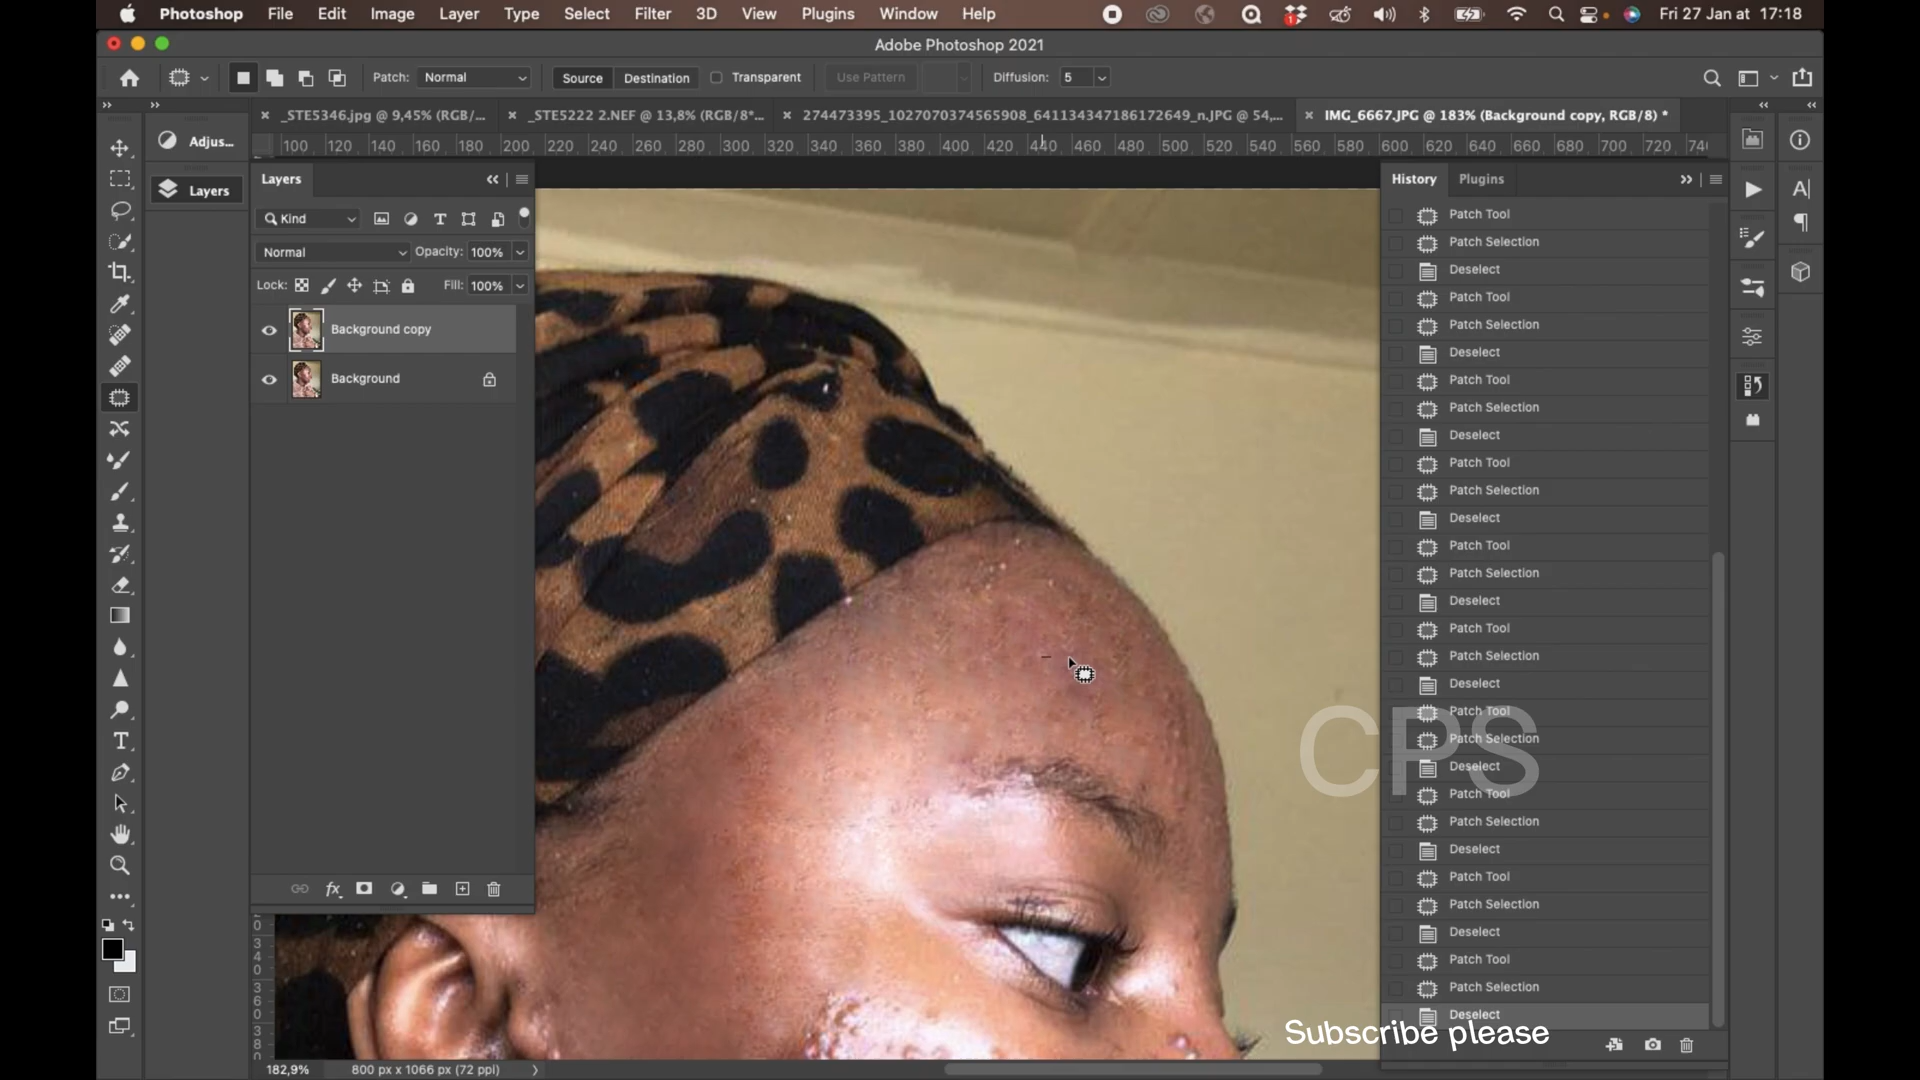 Photoshop File Edit Image Layer Type Select Filter 3D View Plugins Window Help Fri 27 Jan at 17:18
Adobe Photoshop 2021
Patch: Normal Source Destination Transparent Use Pattern Diffusion: 5
_STE5346.jpg @ 9,45% (RGB/... _STE5222 2.NEF @ 13,8% (RGB/8*... 274473395_1027070374565908_6411343471861726​49_n.JPG @ 54,... IMG_6667.JPG @ 183% (Background copy, RGB/8) *
100 120 140 160 180 200 220 240 260 280 300 320 340 360 380 400 420 440 460 480 500 520 540 560 580 600 620 640 660 680 700 720 740
Adjus...
Layers
Layers
Kind
Normal Opacity: 100%
Lock: Fill: 100%
Background copy
Background
History Plugins
Patch Tool
Patch Selection
Deselect
Patch Tool
Patch Selection
Deselect
Patch Tool
Patch Selection
Deselect
Patch Tool
Patch Selection
Deselect
Patch Tool
Patch Selection
Deselect
Patch Tool
Patch Selection
Deselect
Patch Tool
Patch Selection
Deselect
Patch Tool
Patch Selection
Deselect
Patch Tool
Patch Selection
Deselect
Patch Tool
Patch Selection
Deselect
CPS
Subscribe please
182,9% 800 px x 1066 px (72 ppi)